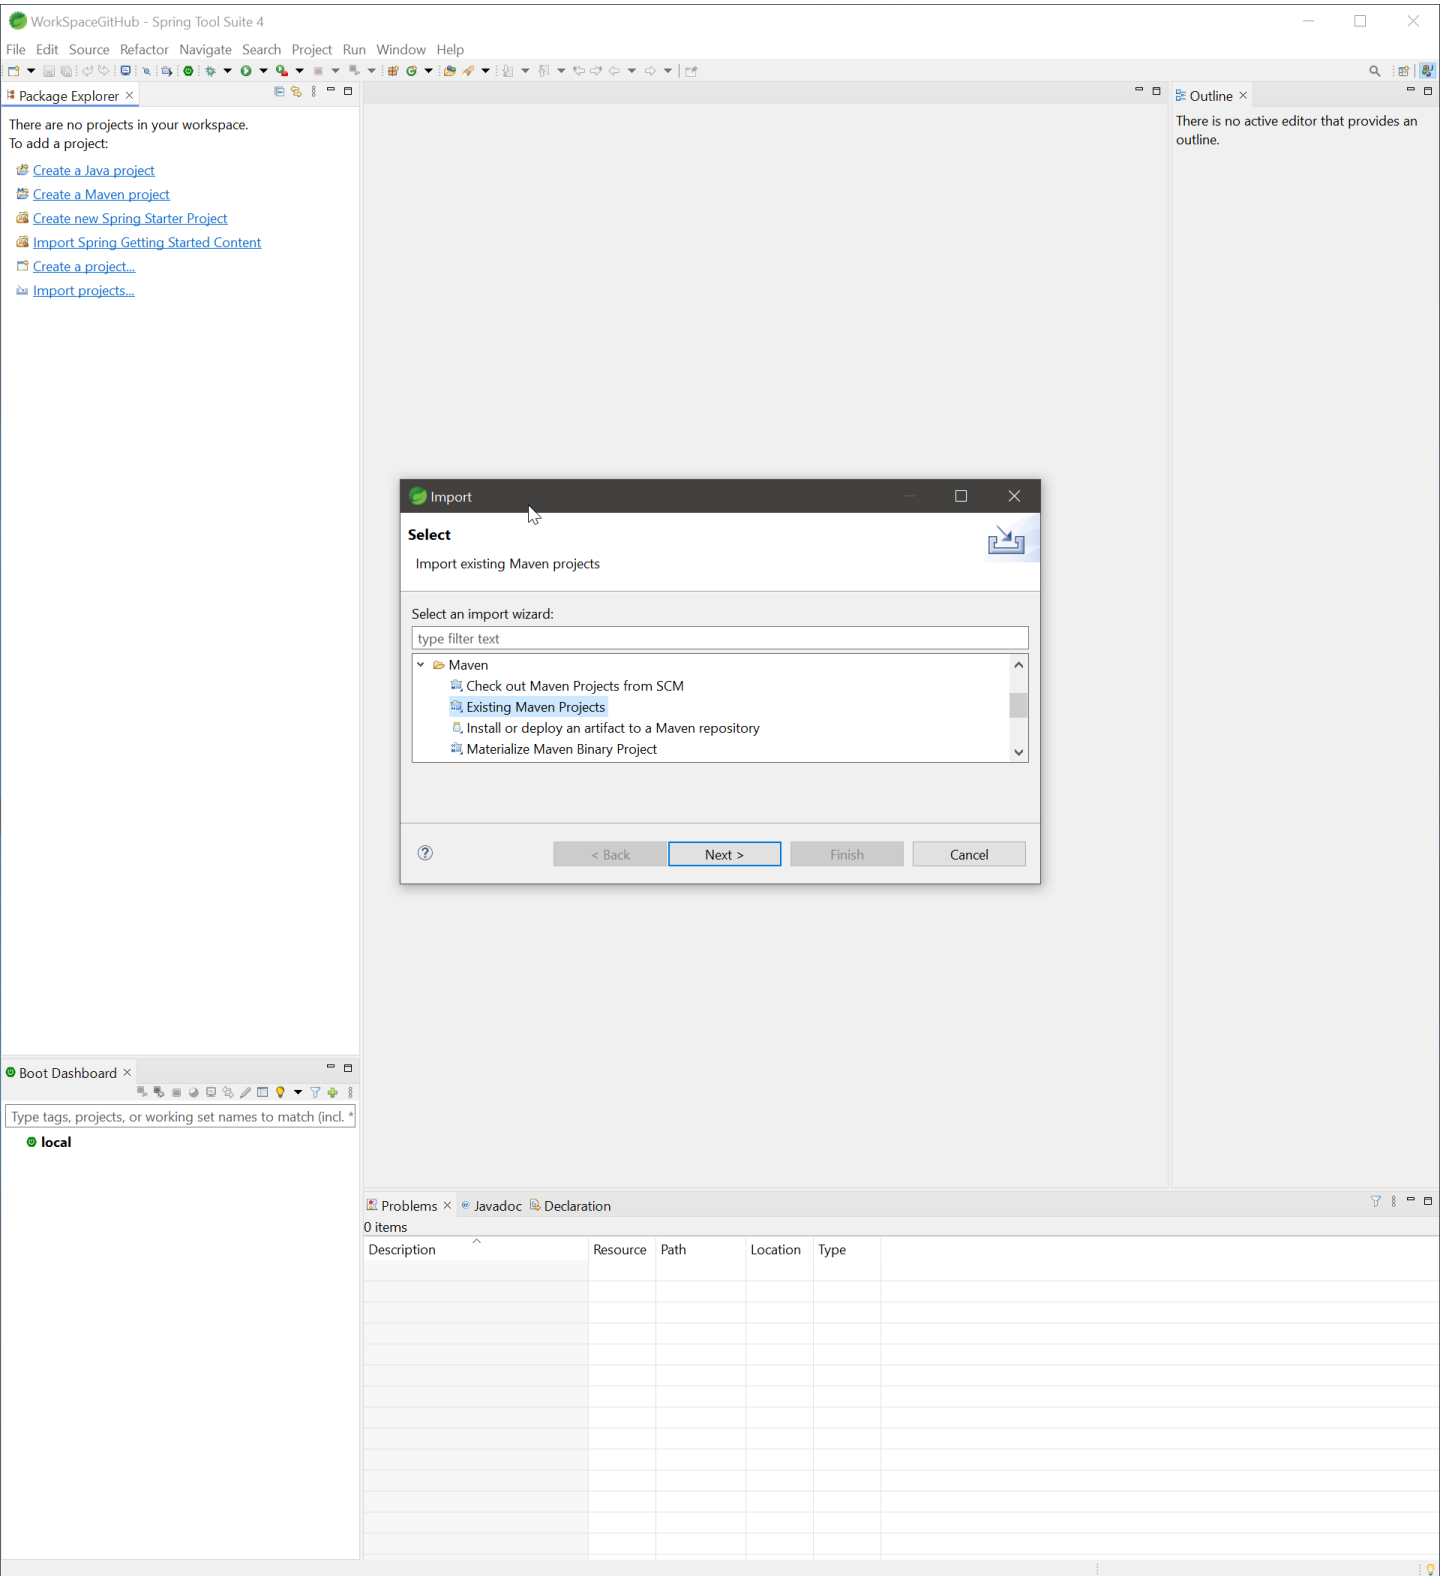 WorkSpaceGitHub - Spring Tool Suite 4
File Edit Source Refactor Navigate Search Project Run Window Help
Package Explorer
There are no projects in your workspace.
To add a project:
Create a Java project
Create a Maven project
Create new Spring Starter Project
Import Spring Getting Started Content
Create a project...
Import projects...
Outline
There is no active editor that provides an
outline.
Import
Select
Import existing Maven projects
Select an import wizard:
type filter text
Maven
Check out Maven Projects from SCM
Existing Maven Projects
Install or deploy an artifact to a Maven repository
Materialize Maven Binary Project
< Back Next > Finish Cancel
Boot Dashboard
Type tags, projects, or working set names to match (incl. *
local
Problems Javadoc Declaration
0 items
Description Resource Path Location Type